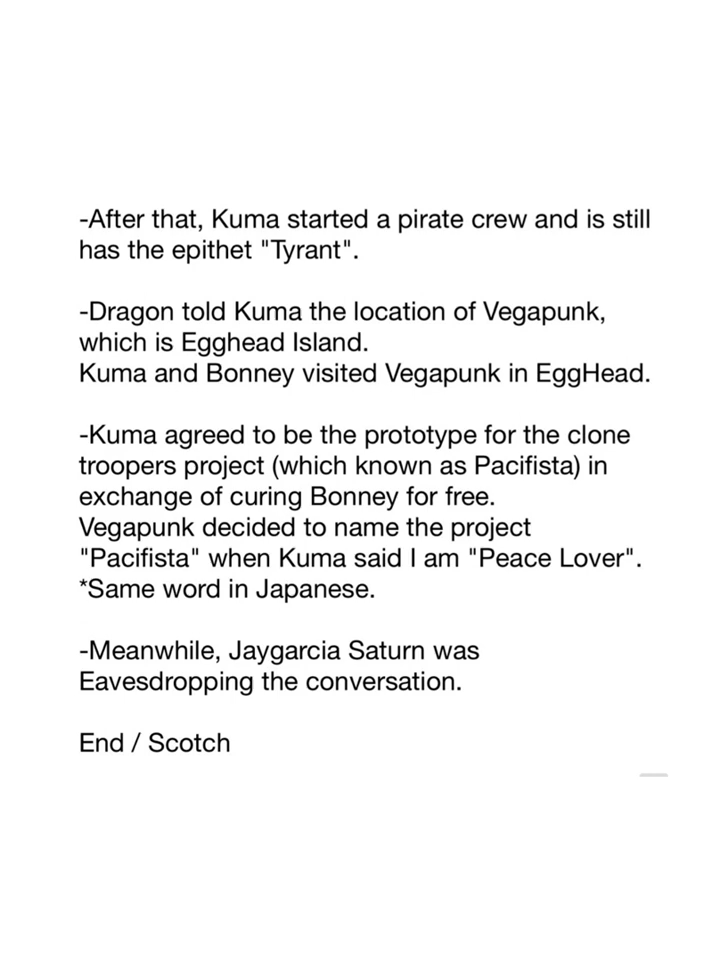 -After that, Kuma started a pirate crew and is still
has the epithet "Tyrant".
-Dragon told Kuma the location of Vegapunk,
which is Egghead Island.
Kuma and Bonney visited Vegapunk in EggHead.
-Kuma agreed to be the prototype for the clone
troopers project (which known as Pacifista) in
exchange of curing Bonney for free.
Vegapunk decided to name the project
"Pacifista" when Kuma said I am "Peace Lover".
*Same word in Japanese.
-Meanwhile, Jaygarcia Saturn was
Eavesdropping the conversation.
End / Scotch